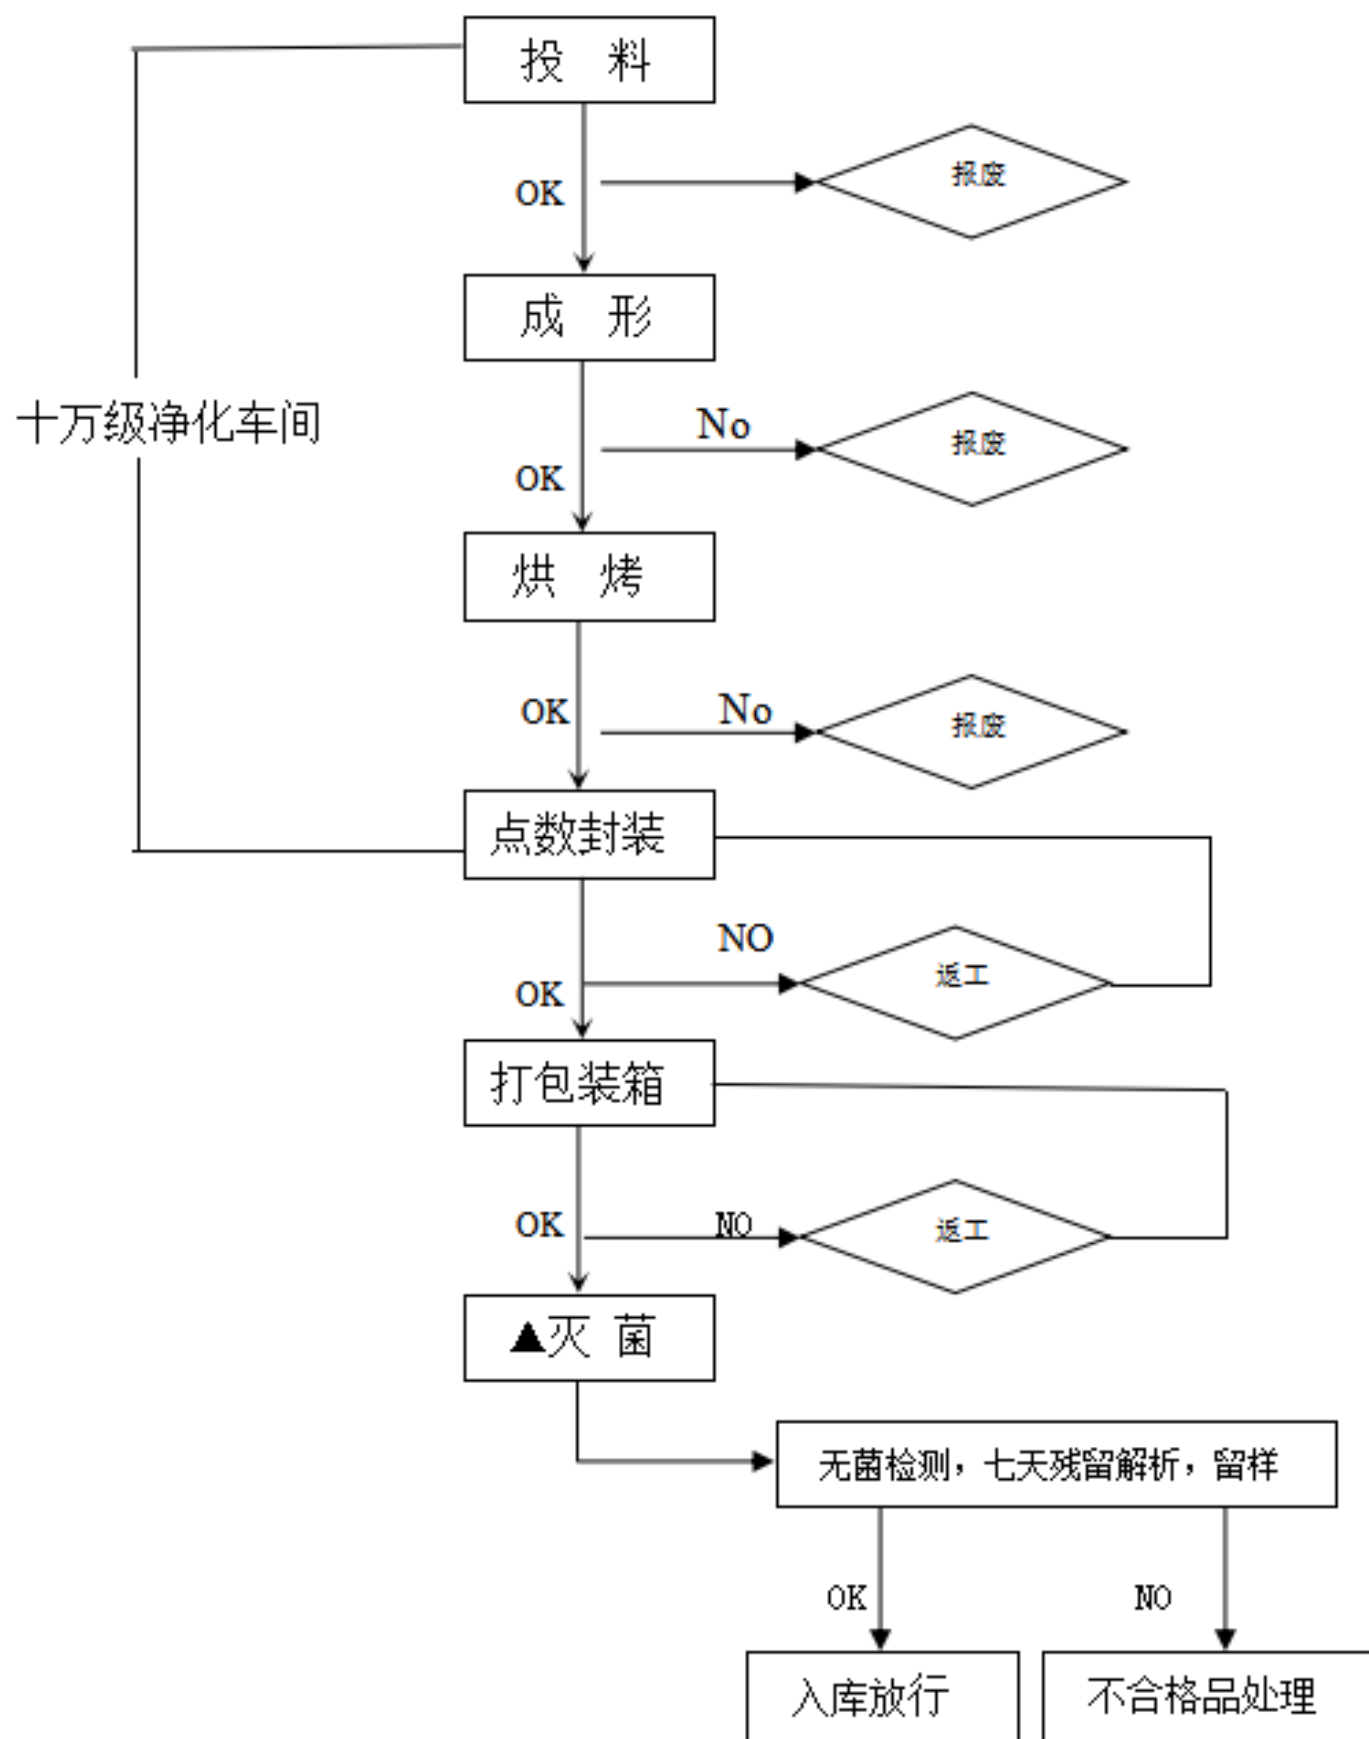 投 料
OK
报废
成 形
十万级净化车间
No
报废
OK
烘 烤
OK
No
报废
点数封装
NO
返工
OK
打包装箱
OK
NO
返工
▲灭 菌
无菌检测，七天残留解析，留样
OK
NO
入库放行
不合格品处理